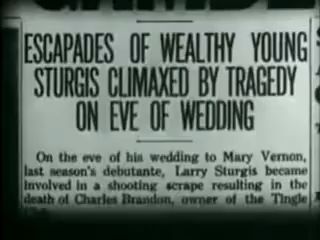 ESCAPADES OF WEALTHY YOUNG
STURGIS CLIMAXED BY TRAGEDY
ON EVE OF WEDDING
On the eve of his wedding to Mary Vernon,
last season's debutante, Larry Sturgis became
involved in a shooting scrape resulting in the
death of Charles Brandon, owner of the Tingle